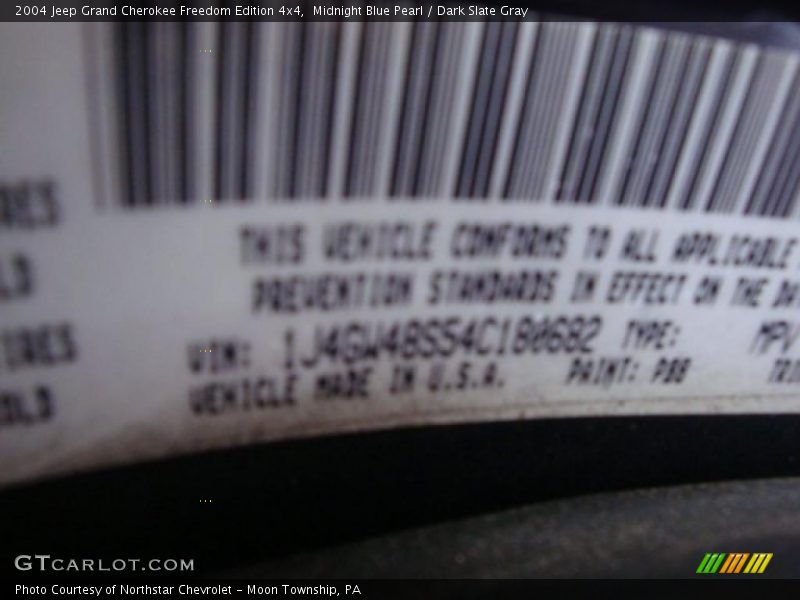 2004 Jeep Grand Cherokee Freedom Edition 4x4, Midnight Blue Pearl / Dark Slate Gray
THIS VEHICLE CONFORMS TO ALL APPLICABLE
PREVENTION STANDARDS IN EFFECT ON THE
VIN: 1J4GW48S54C180682 TYPE: MPV
VEHICLE MADE IN U.S.A. PAINT: PBB
GTCARLOT.COM
Photo Courtesy of Northstar Chevrolet - Moon Township, PA